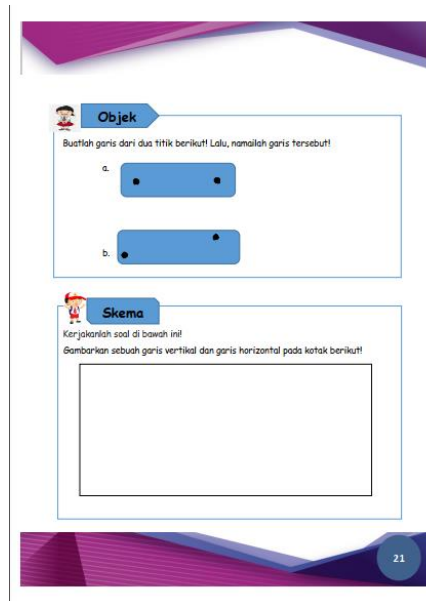 Objek
Buatlah garis dari dua titik berikut! Lalu, namailah garis tersebut!
a.
b.
Skema
Kerjakanlah soal di bawah ini!
Gambarkan sebuah garis vertikal dan garis horizontal pada kotak berikut!
21